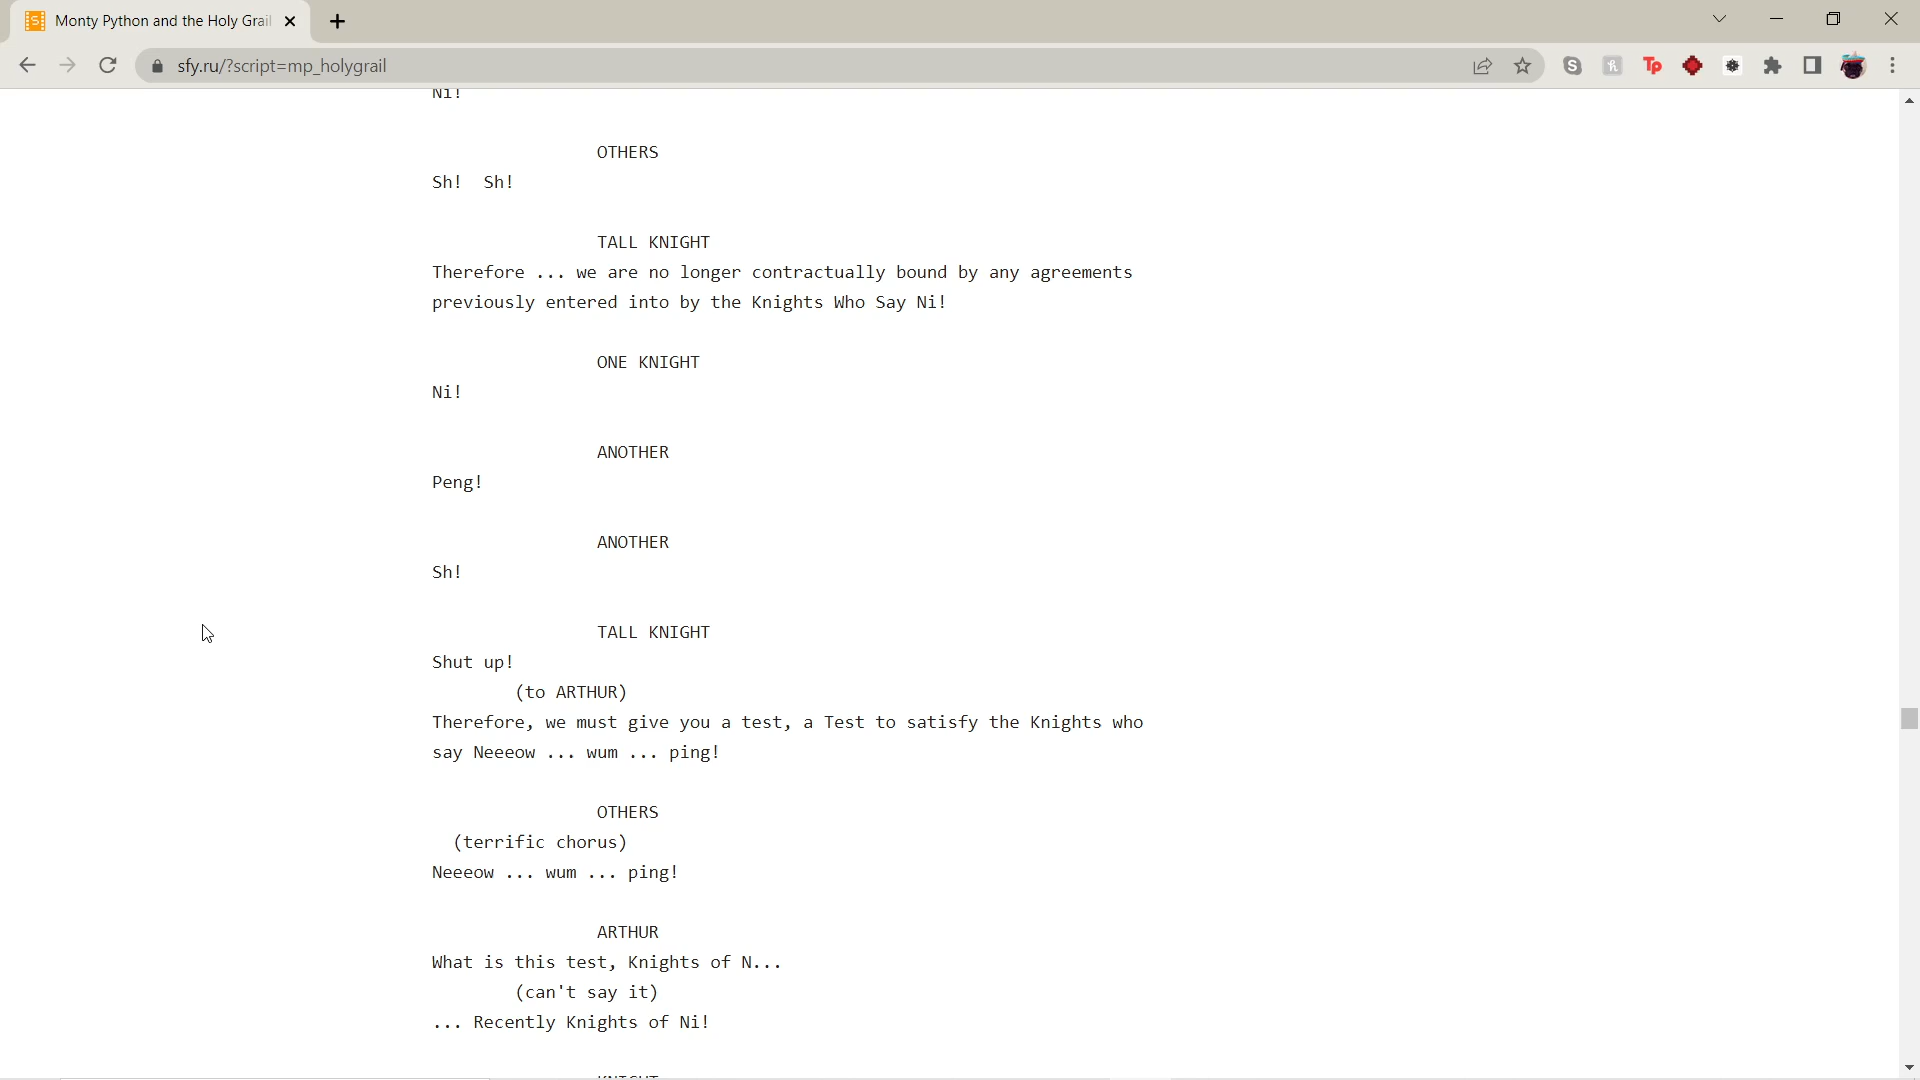 Monty Python and the Holy Grail
sfy.ru/?script=mp_holygrail
Ni!
OTHERS
Sh!  Sh!
TALL KNIGHT
Therefore ... we are no longer contractually bound by any agreements
previously entered into by the Knights Who Say Ni!
ONE KNIGHT
Ni!
ANOTHER
Peng!
ANOTHER
Sh!
TALL KNIGHT
Shut up!
(to ARTHUR)
Therefore, we must give you a test, a Test to satisfy the Knights who
say Neeeow ... wum ... ping!
OTHERS
(terrific chorus)
Neeeow ... wum ... ping!
ARTHUR
What is this test, Knights of N...
(can't say it)
... Recently Knights of Ni!